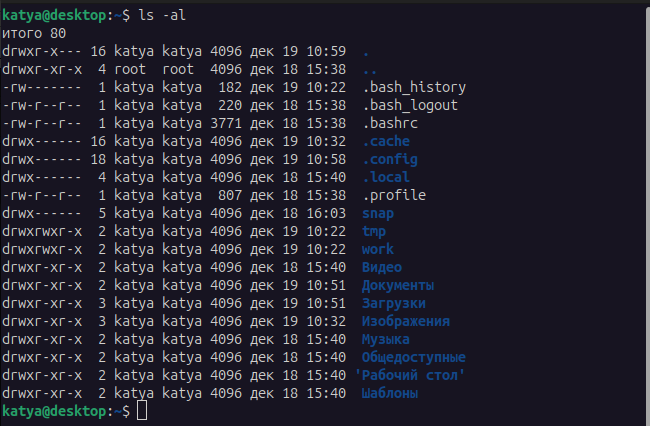 katya@desktop:~$ ls -al
итого 80
drwxr-x--- 16 katya katya 4096 дек 19 10:59  .
drwxr-xr-x  4 root  root  4096 дек 18 15:38  ..
-rw-------  1 katya katya  182 дек 19 10:22  .bash_history
-rw-r--r--  1 katya katya  220 дек 18 15:38  .bash_logout
-rw-r--r--  1 katya katya 3771 дек 18 15:38  .bashrc
drwx------ 16 katya katya 4096 дек 19 10:32  .cache
drwx------ 18 katya katya 4096 дек 19 10:58  .config
drwx------  4 katya katya 4096 дек 18 15:40  .local
-rw-r--r--  1 katya katya  807 дек 18 15:38  .profile
drwx------  5 katya katya 4096 дек 18 16:03  snap
drwxrwxr-x  2 katya katya 4096 дек 19 10:22  tmp
drwxrwxr-x  2 katya katya 4096 дек 19 10:22  work
drwxr-xr-x  2 katya katya 4096 дек 18 15:40  Видео
drwxr-xr-x  2 katya katya 4096 дек 19 10:51  Документы
drwxr-xr-x  3 katya katya 4096 дек 19 10:51  Загрузки
drwxr-xr-x  3 katya katya 4096 дек 19 10:32  Изображения
drwxr-xr-x  2 katya katya 4096 дек 18 15:40  Музыка
drwxr-xr-x  2 katya katya 4096 дек 18 15:40  Общедоступные
drwxr-xr-x  2 katya katya 4096 дек 18 15:40 'Рабочий стол'
drwxr-xr-x  2 katya katya 4096 дек 18 15:40  Шаблоны
katya@desktop:~$